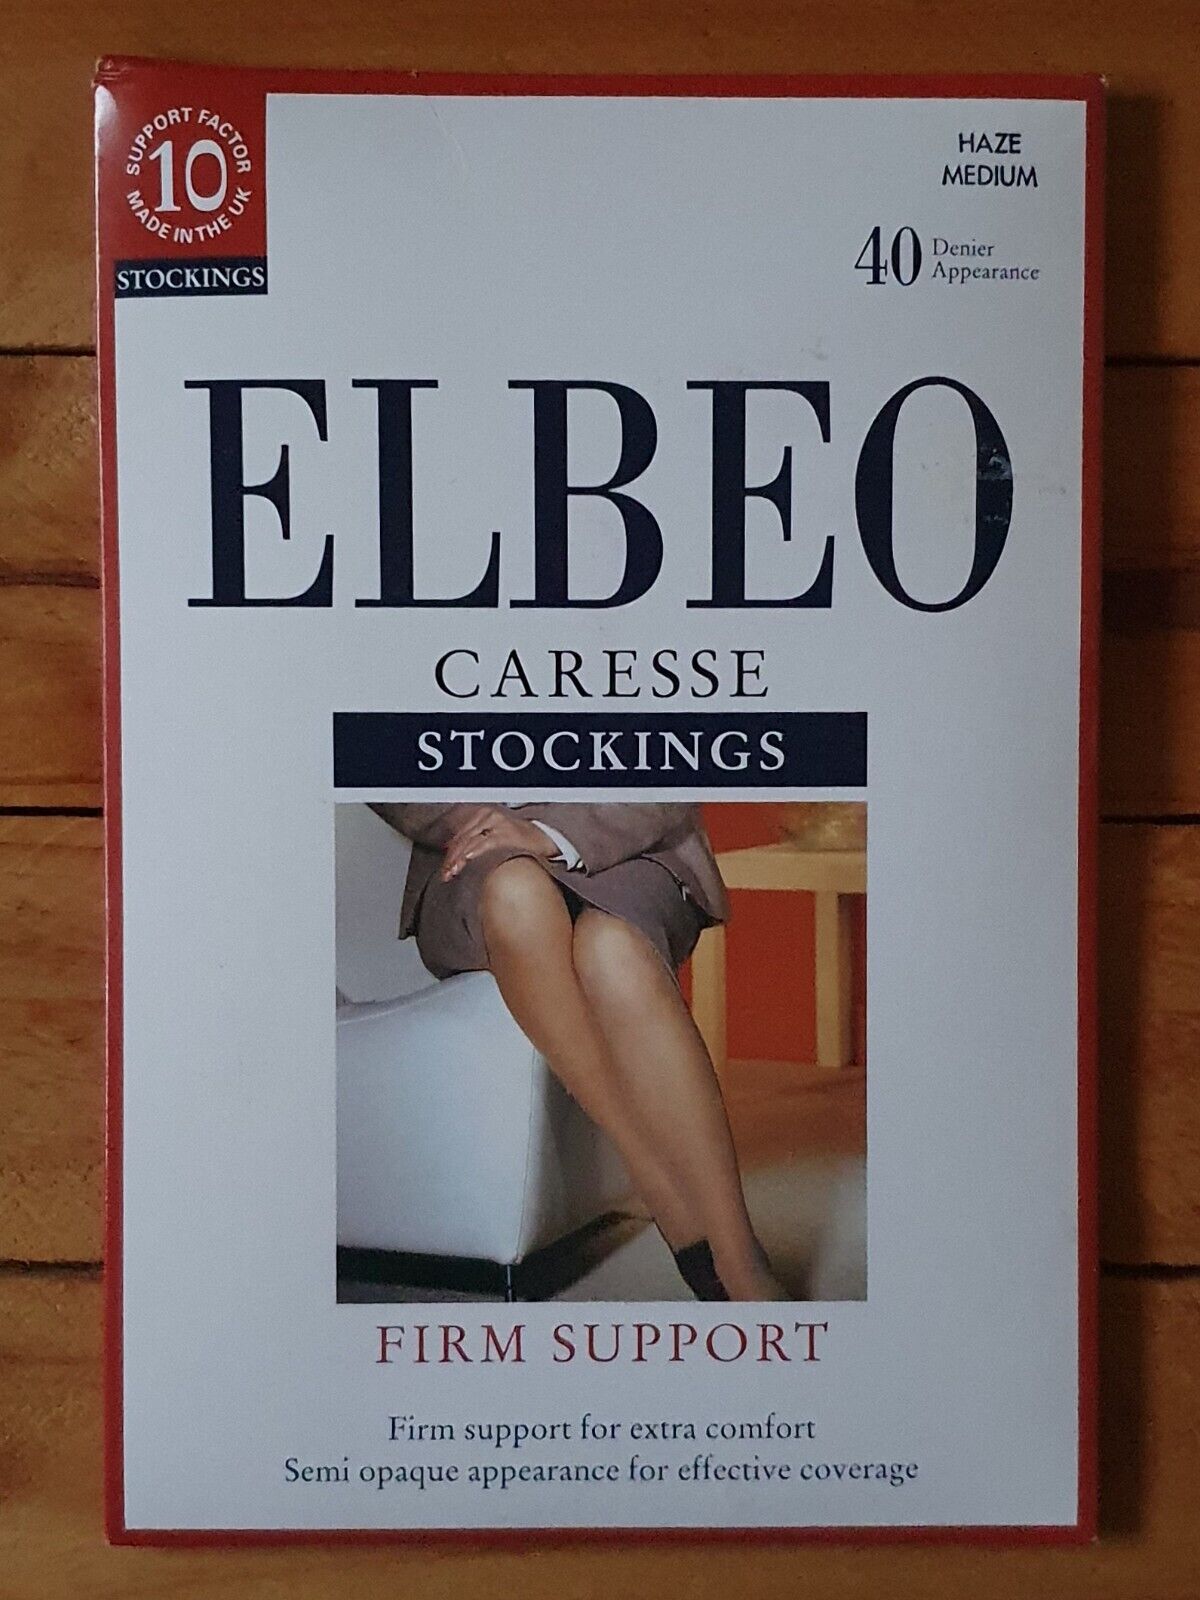 SUPPORT FACTOR
10
MADE IN THE UK
STOCKINGS
HAZE
MEDIUM
40 Denier
Appearance
ELBEO
CARESSE
STOCKINGS
FIRM SUPPORT
Firm support for extra comfort
Semi opaque appearance for effective coverage